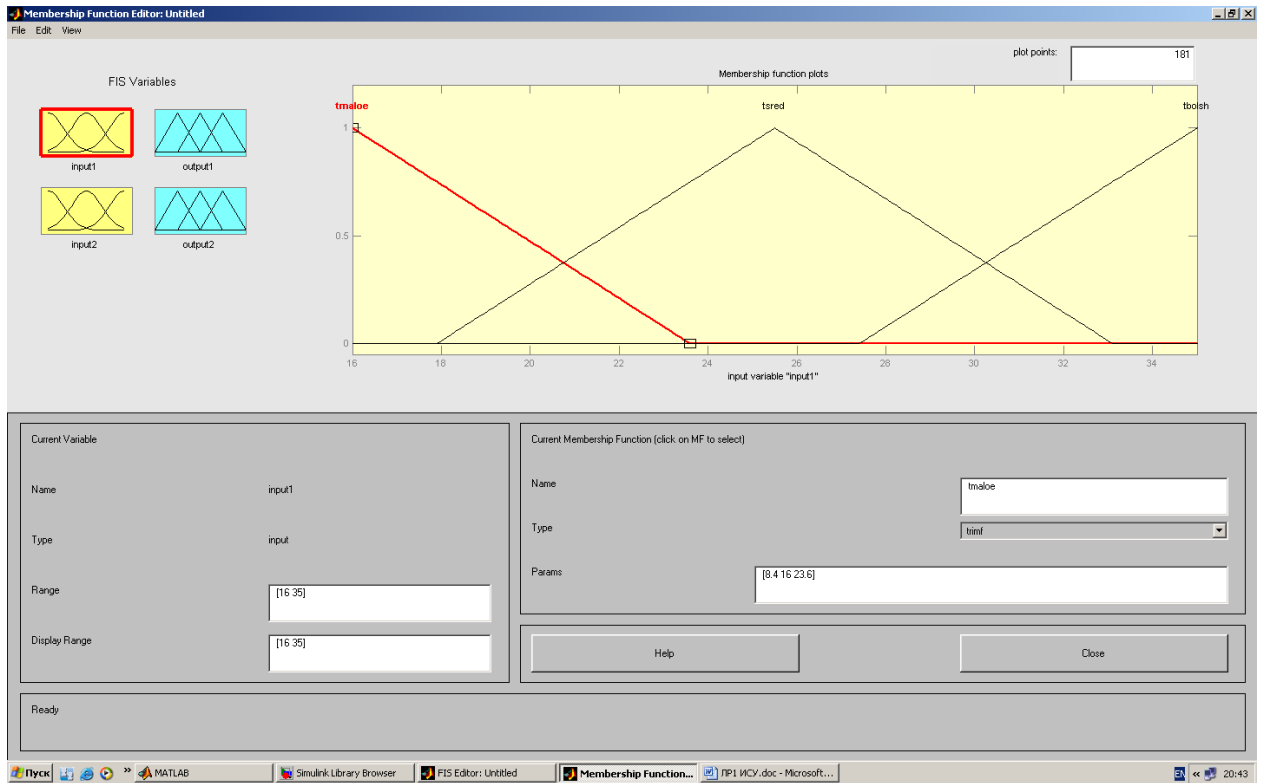 Membership Function Editor: Untitled
File Edit View
FIS Variables
input1
output1
input2
output2
plot points:
181
Membership function plots
tmaloe
tsred
tbolsh
1
0.5
0
16 18 20 22 24 26 28 30 32 34
input variable "input1"
Current Variable
Name
input1
Type
input
Range
[16 35]
Display Range
[16 35]
Current Membership Function (click on MF to select)
Name
tmaloe
Type
trimf
Params
[8.4 16 23.6]
Help
Close
Ready
Пуск » MATLAB Simulink Library Browser FIS Editor: Untitled Membership Function... ПР1 ИСУ.doc - Microsoft... EN « 20:43